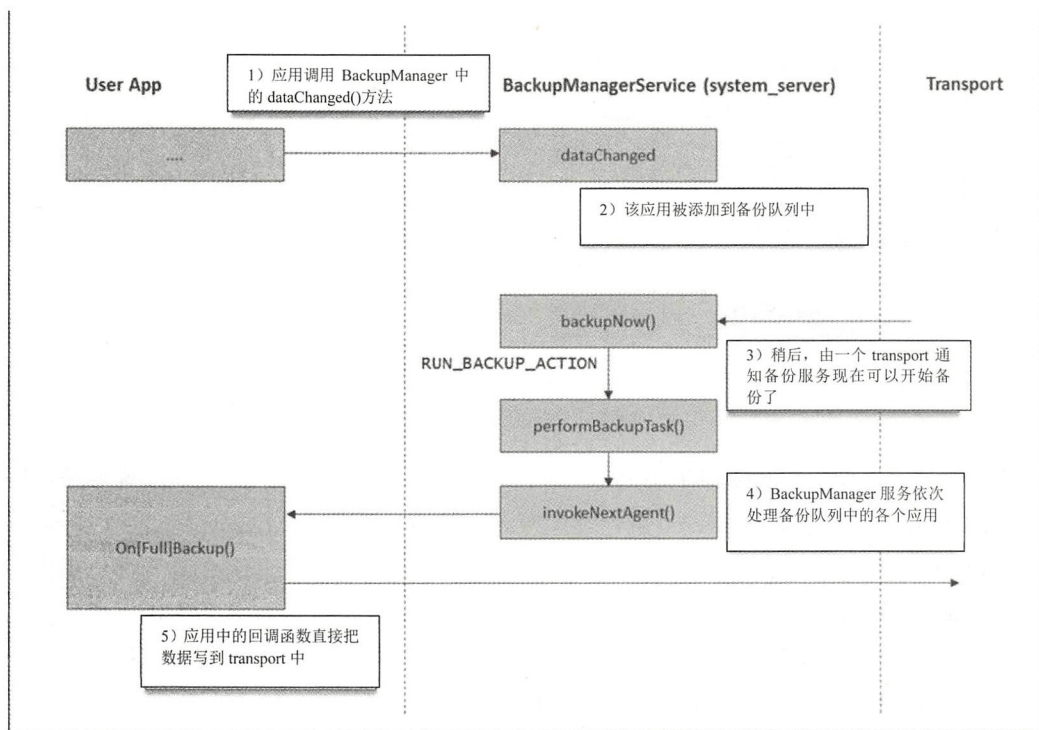 1）应用调用 BackupManager 中
的 dataChanged()方法
User App
BackupManagerService (system_server)
Transport
....
dataChanged
2）该应用被添加到备份队列中
backupNow()
RUN_BACKUP_ACTION
3）稍后，由一个 transport 通
知备份服务现在可以开始备
份了
performBackupTask()
4）BackupManager 服务依次
处理备份队列中的各个应用
invokeNextAgent()
On[Full]Backup()
5）应用中的回调函数直接把
数据写到 transport 中